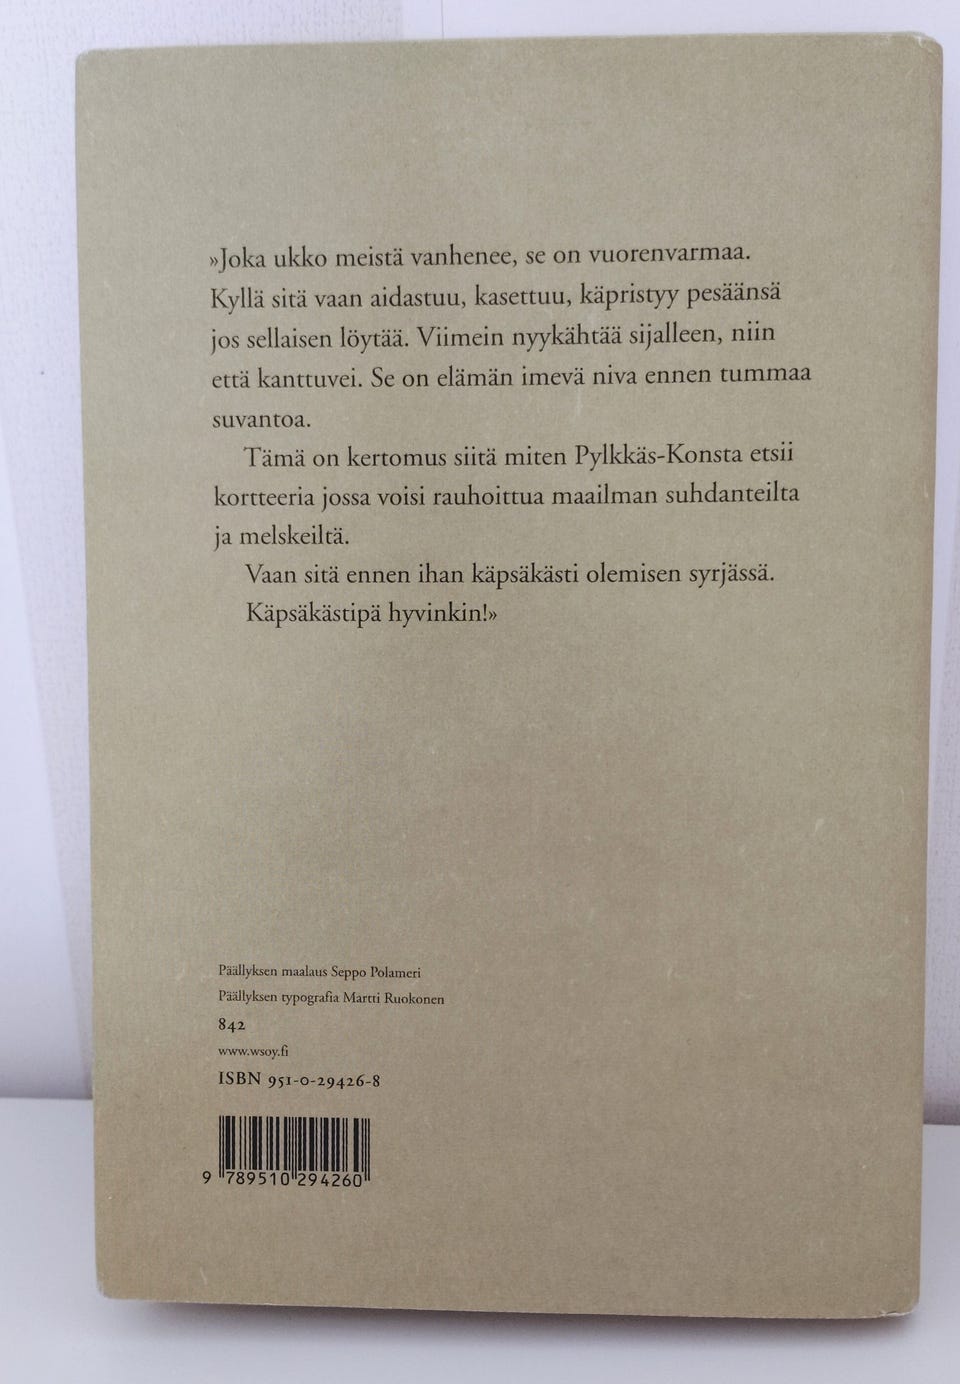 »Joka ukko meistä vanhenee, se on vuorenvarmaa.
Kyllä sitä vaan aidastuu, kasettuu, käpristyy pesäänsä
jos sellaisen löytää. Viimein nyykähtää sijalleen, niin
että kanttuvei. Se on elämän imevä niva ennen tummaa
suvantoa.
Tämä on kertomus siitä miten Pylkkäs-Konsta etsii
kortteeria jossa voisi rauhoittua maailman suhdanteilta
ja melskeiltä.
Vaan sitä ennen ihan käpsäkästi olemisen syrjässä.
Käpsäkästipä hyvinkin!»
Päällyksen maalaus Seppo Polameri
Päällyksen typografia Martti Ruokonen
842
www.wsoy.fi
ISBN 951-0-29426-8
9 789510 294260